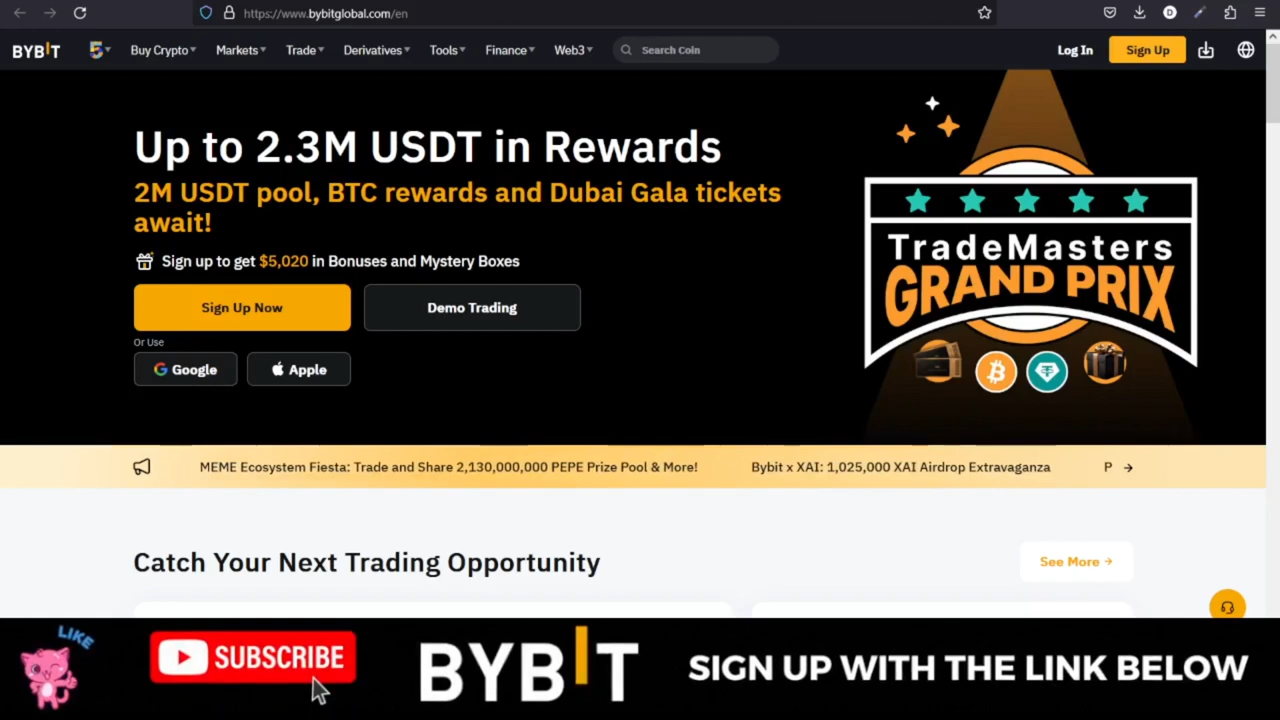 https://www.bybitglobal.com/en
BYBIT
5
Buy Crypto
Markets
Trade
Derivatives
Tools
Finance
Web3
Search Coin
Log In
Sign Up
Up to 2.3M USDT in Rewards
2M USDT pool, BTC rewards and Dubai Gala tickets
await!
Sign up to get $5,020 in Bonuses and Mystery Boxes
Sign Up Now
Demo Trading
Or Use
Google
Apple
TradeMasters
GRAND PRIX
MEME Ecosystem Fiesta: Trade and Share 2,130,000,000 PEPE Prize Pool & More!
Bybit x XAI: 1,025,000 XAI Airdrop Extravaganza
P
Catch Your Next Trading Opportunity
See More
LIKE
SUBSCRIBE
BYBIT
SIGN UP WITH THE LINK BELOW